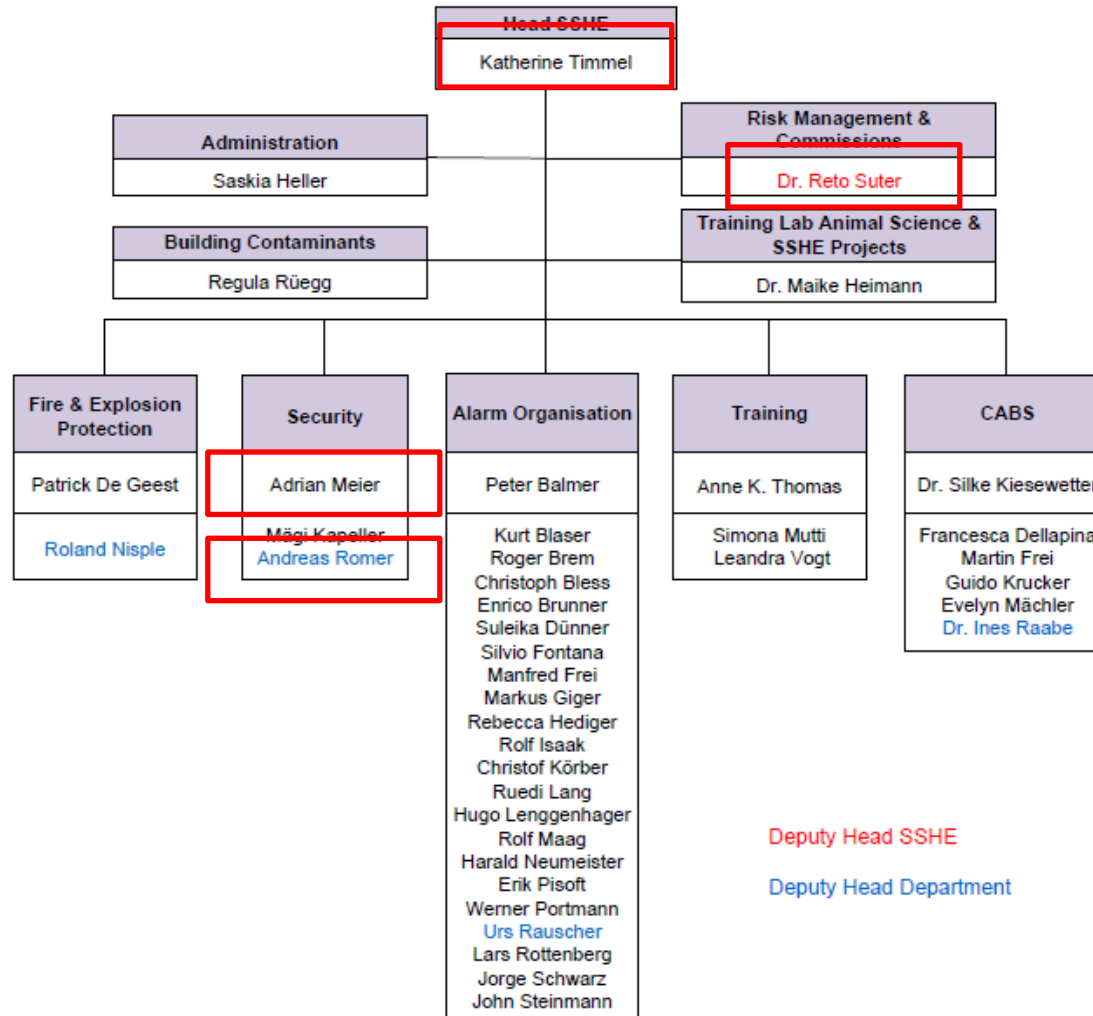 Head SSHE
Katherine Timmel
Administration
Saskia Heller
Risk Management &
Commissions
Dr. Reto Suter
Building Contaminants
Regula Rüegg
Training Lab Animal Science &
SSHE Projects
Dr. Maike Heimann
Fire & Explosion
Protection
Patrick De Geest
Roland Nisple
Security
Adrian Meier
Mägi Kapeller
Andreas Romer
Alarm Organisation
Peter Balmer
Kurt Blaser
Roger Brem
Christoph Bless
Enrico Brunner
Suleika Dünner
Silvio Fontana
Manfred Frei
Markus Giger
Rebecca Hediger
Rolf Isaak
Christof Körber
Ruedi Lang
Hugo Lenggenhager
Rolf Maag
Harald Neumeister
Erik Pisoft
Werner Portmann
Urs Rauscher
Lars Rottenberg
Jorge Schwarz
John Steinmann
Training
Anne K. Thomas
Simona Mutti
Leandra Vogt
CABS
Dr. Silke Kiesewetter
Francesca Dellapina
Martin Frei
Guido Krucker
Evelyn Mächler
Dr. Ines Raabe
Deputy Head SSHE
Deputy Head Department